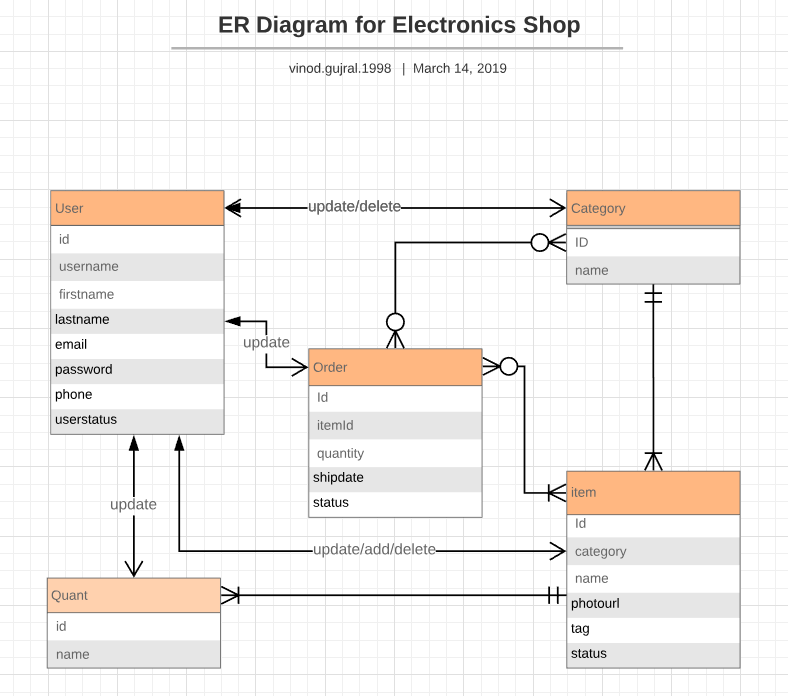 ER Diagram for Electronics Shop
vinod.gujral.1998 | March 14, 2019
User
id
username
firstname
lastname
email
password
phone
userstatus
update/delete
Category
ID
name
update
Order
Id
itemId
quantity
shipdate
status
item
Id
category
name
photourl
tag
status
update
update/add/delete
Quant
id
name